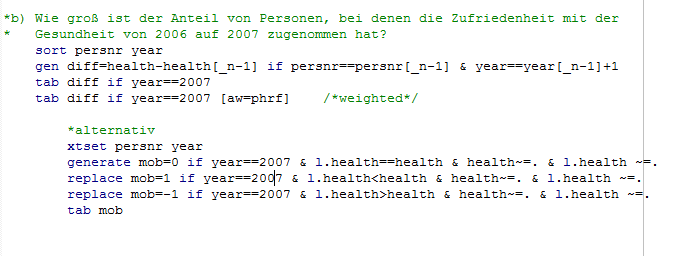 *b) Wie groß ist der Anteil von Personen, bei denen die Zufriedenheit mit der
*   Gesundheit von 2006 auf 2007 zugenommen hat?
sort persnr year
gen diff=health-health[_n-1] if persnr==persnr[_n-1] & year==year[_n-1]+1
tab diff if year==2007
tab diff if year==2007 [aw=phrf]    /*weighted*/
*alternativ
xtset persnr year
generate mob=0 if year==2007 & l.health==health & health~=. & l.health ~=.
replace mob=1 if year==2007 & l.health<health & health~=. & l.health ~=.
replace mob=-1 if year==2007 & l.health>health & health~=. & l.health ~=.
tab mob